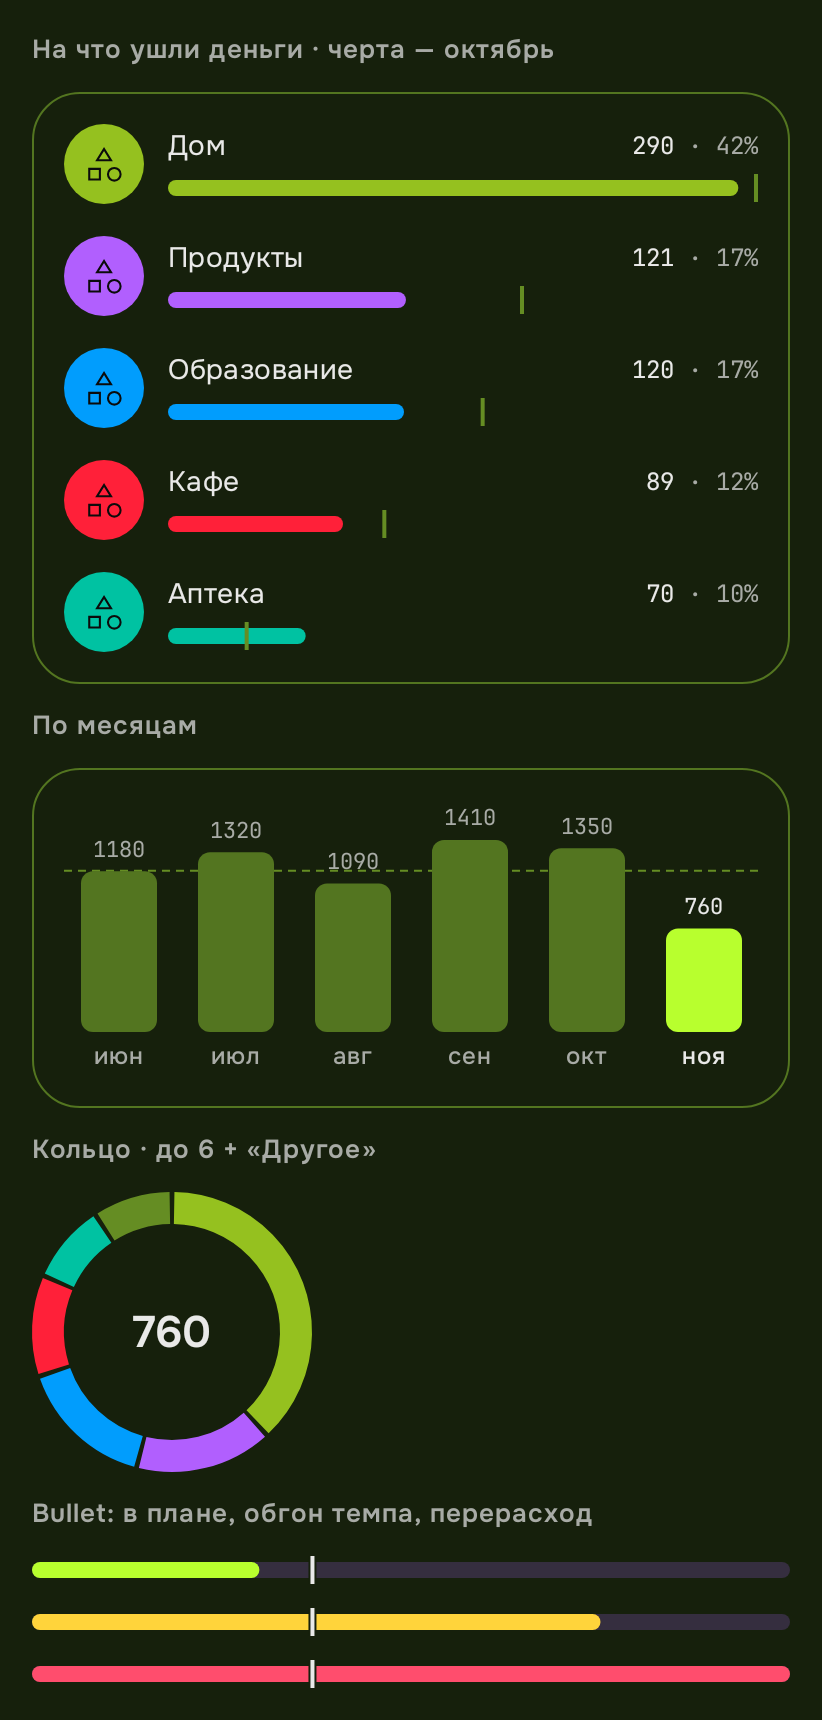 На что ушли деньги · черта — октябрь
Дом 290 · 42%
Продукты 121 · 17%
Образование 120 · 17%
Кафе 89 · 12%
Аптека 70 · 10%
По месяцам
1180 1320 1090 1410 1350 760
июн июл авг сен окт ноя
Кольцо · до 6 + «Другое»
760
Bullet: в плане, обгон темпа, перерасход